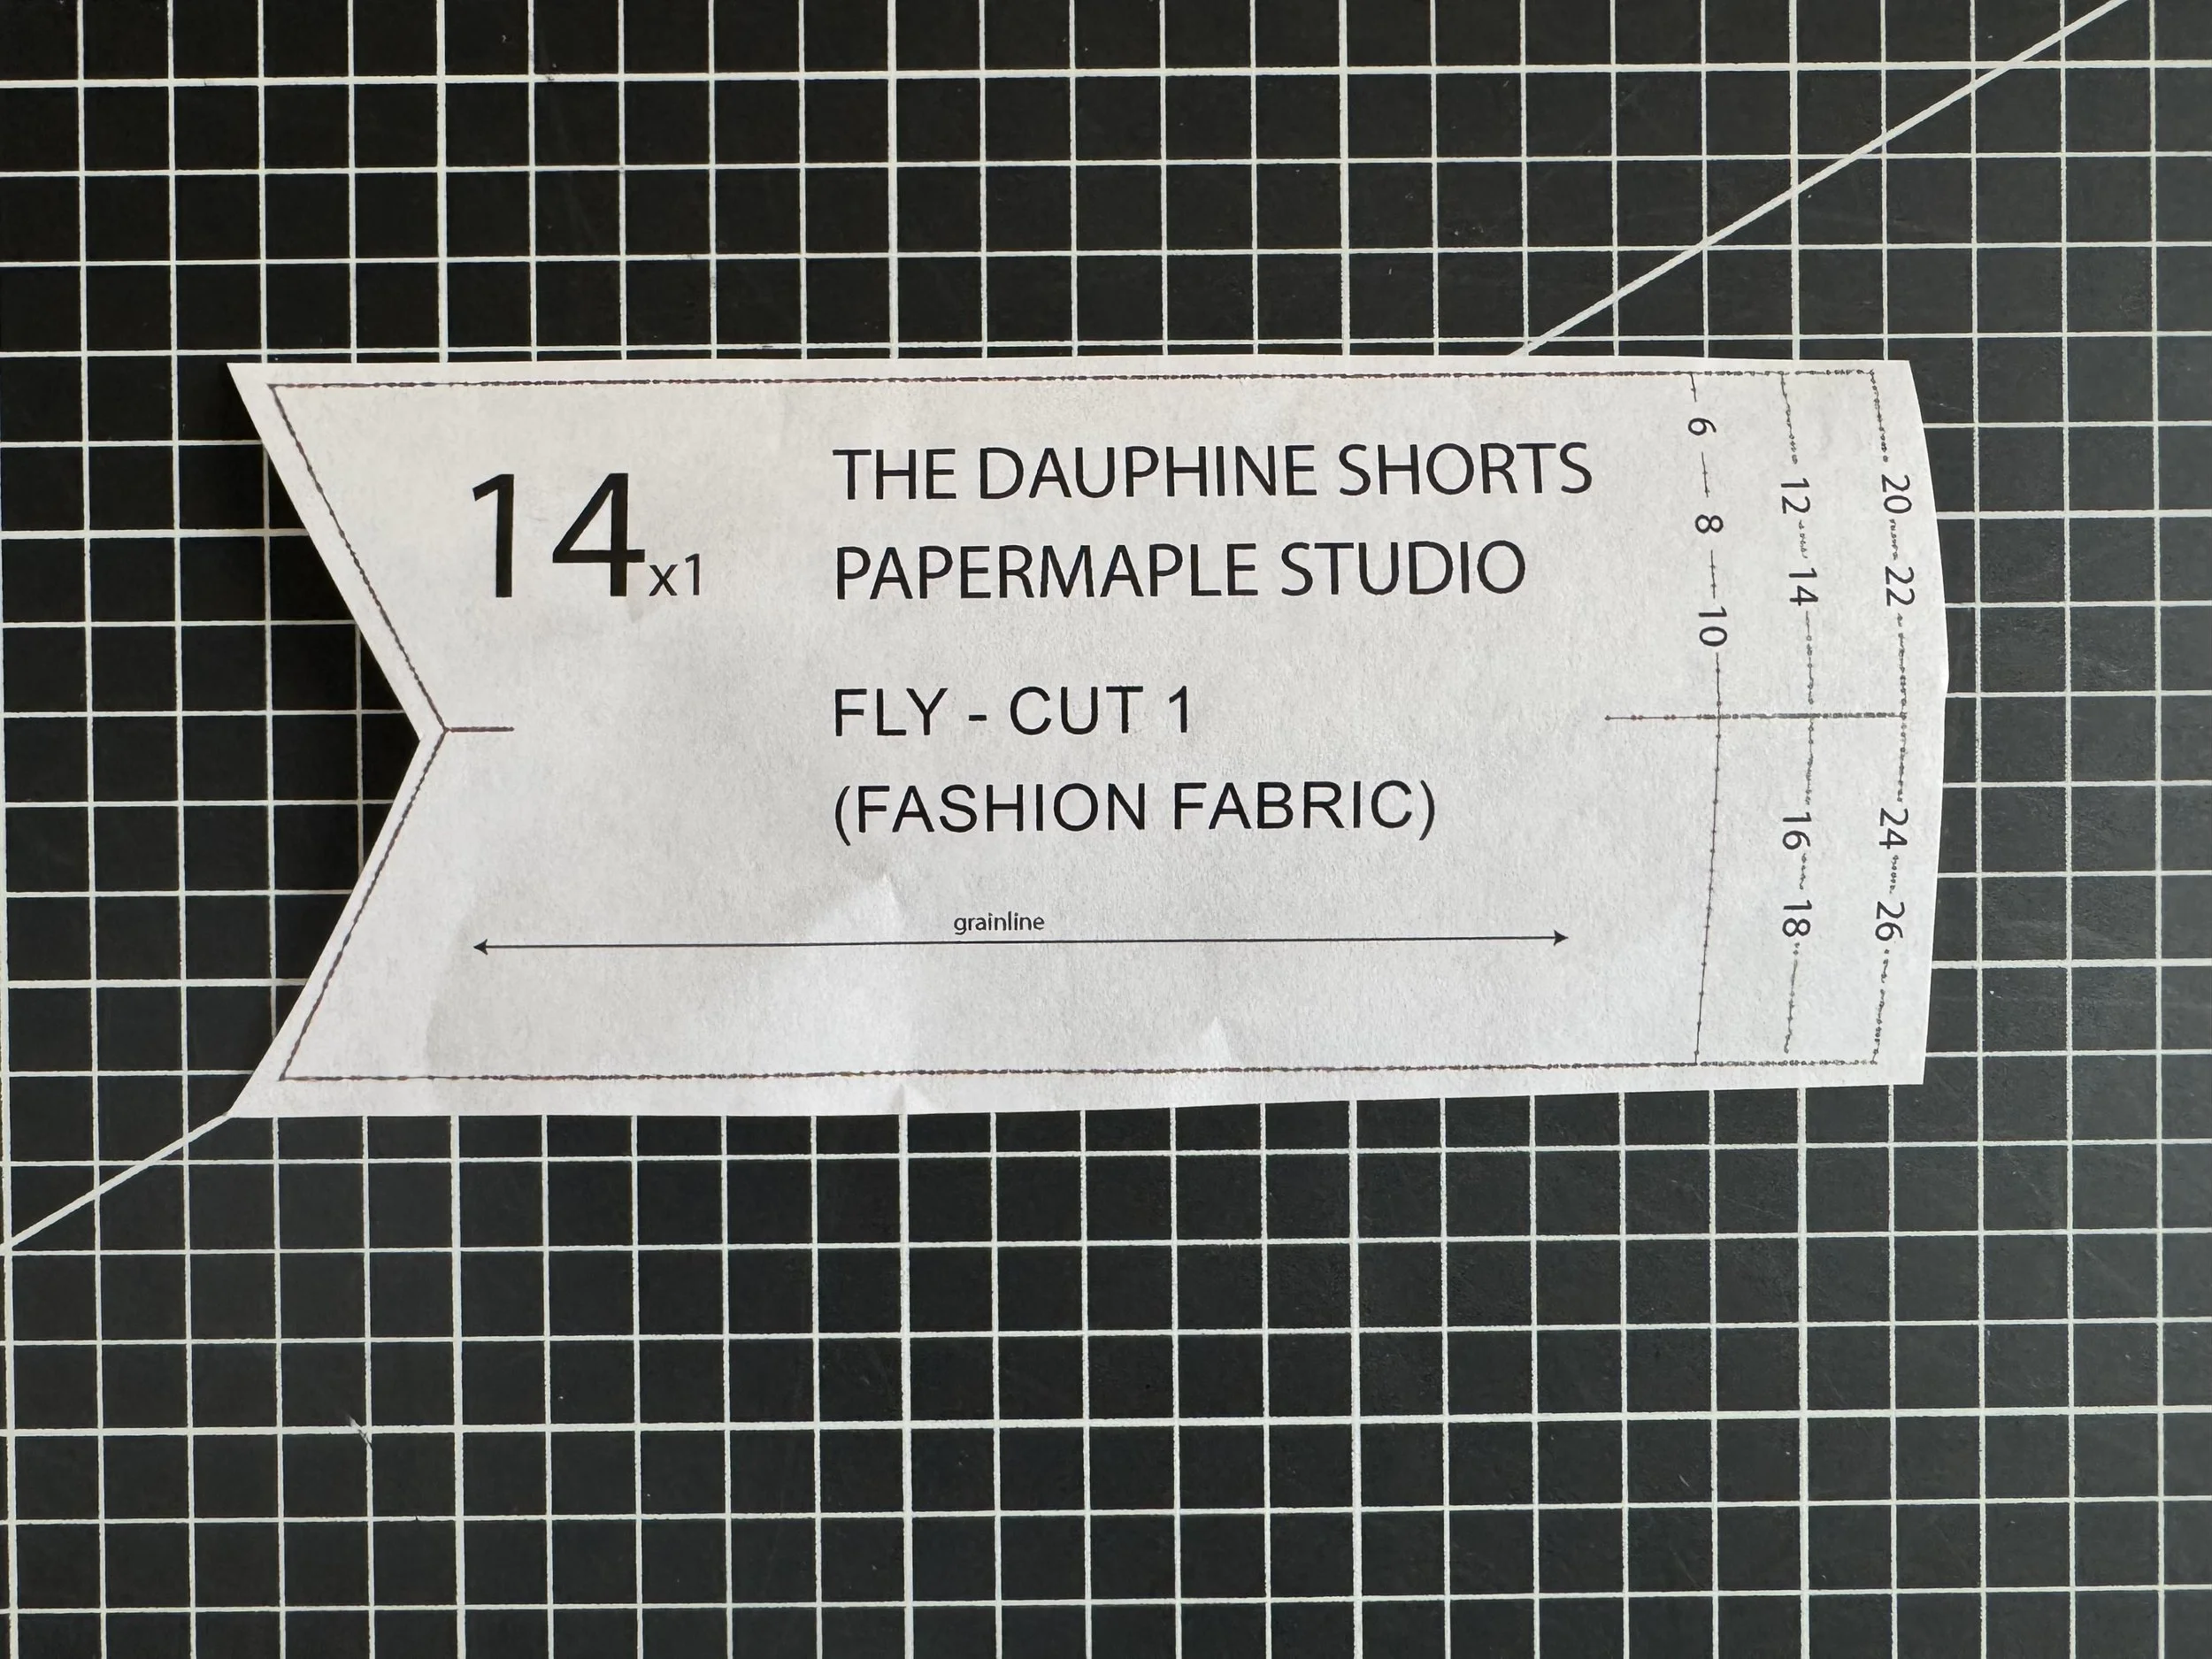 14x1
THE DAUPHINE SHORTS
PAPERMAPLE STUDIO
FLY - CUT 1
(FASHION FABRIC)
grainline
6 8 10
12 14 16 18
20 22 24 26